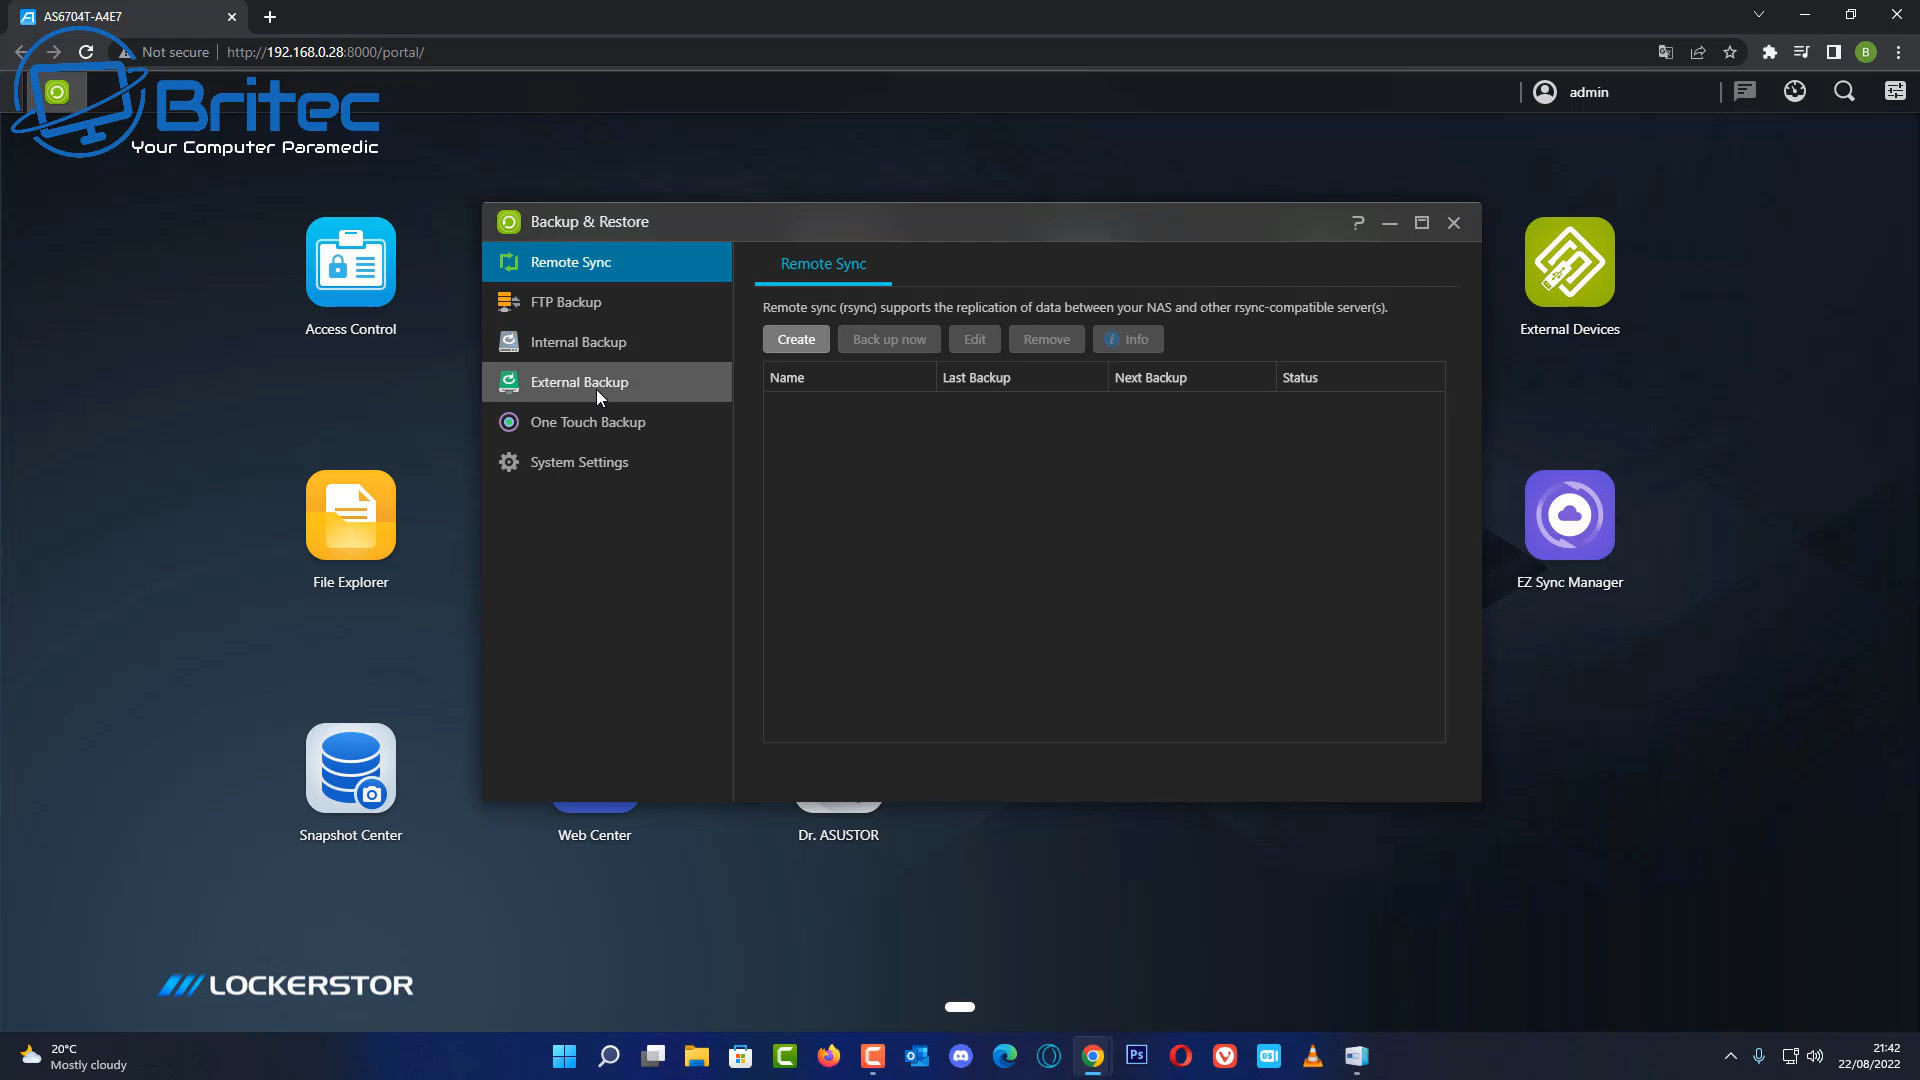 AS6704T-A4E7
Not secure
http://192.168.0.28:8000/portal/
B
Britec
Your Computer Paramedic
admin
Access Control
File Explorer
Snapshot Center
Web Center
Dr. ASUSTOR
External Devices
EZ Sync Manager
Backup & Restore
Remote Sync
FTP Backup
Internal Backup
External Backup
One Touch Backup
System Settings
Remote Sync
Remote sync (rsync) supports the replication of data between your NAS and other rsync-compatible server(s).
Create Back up now Edit Remove Info
Name Last Backup Next Backup Status
LOCKERSTOR
20°C
Mostly cloudy
Ps
21:42
22/08/2022